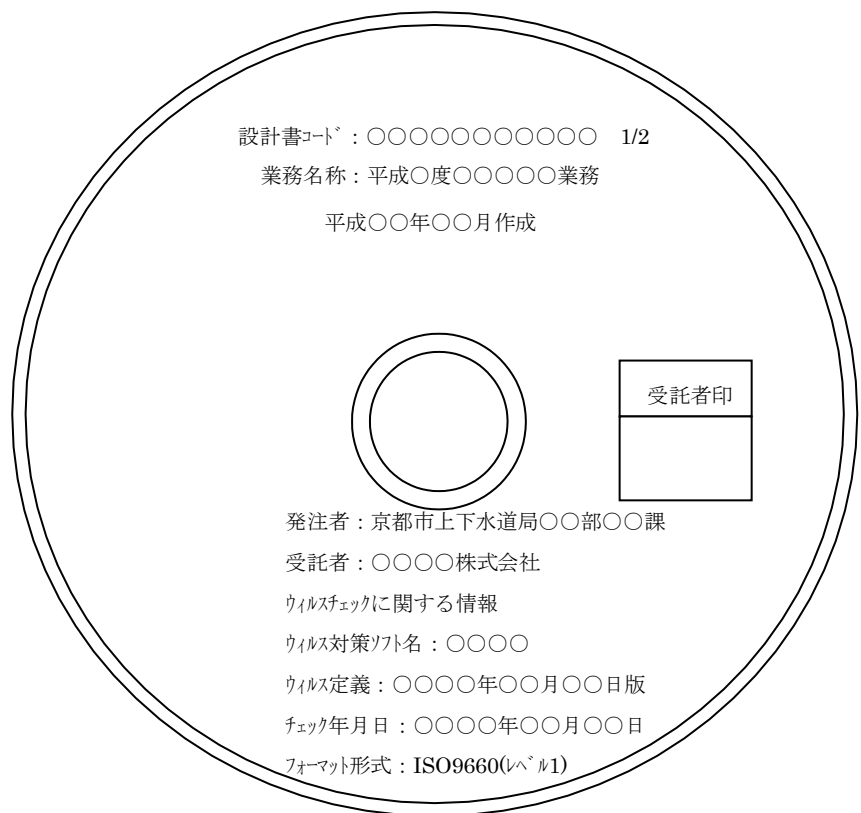 設計書ｺｰﾄﾞ：○○○○○○○○○○○ 1/2
業務名称：平成○度○○○○○業務
平成○○年○○月作成
受託者印
発注者：京都市上下水道局○○部○○課
受託者：○○○○株式会社
ｳｨﾙｽﾁｪｯｸに関する情報
ｳｨﾙｽ対策ｿﾌﾄ名：○○○○
ｳｨﾙｽ定義：○○○○年○○月○○日版
ﾁｪｯｸ年月日：○○○○年○○月○○日
ﾌｫｰﾏｯﾄ形式：ISO9660(ﾚﾍﾞﾙ1)